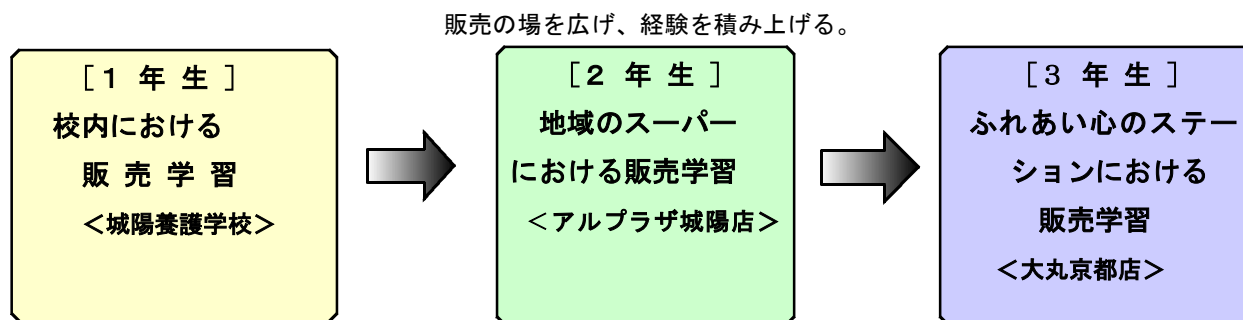 販売の場を広げ、経験を積み上げる。
［１ 年 生］
校内における
販 売 学 習
＜城陽養護学校＞
［２ 年 生］
地域のスーパー
における販売学習
＜アルプラザ城陽店＞
［３ 年 生］
ふれあい心のステー
ションにおける
販売学習
＜大丸京都店＞